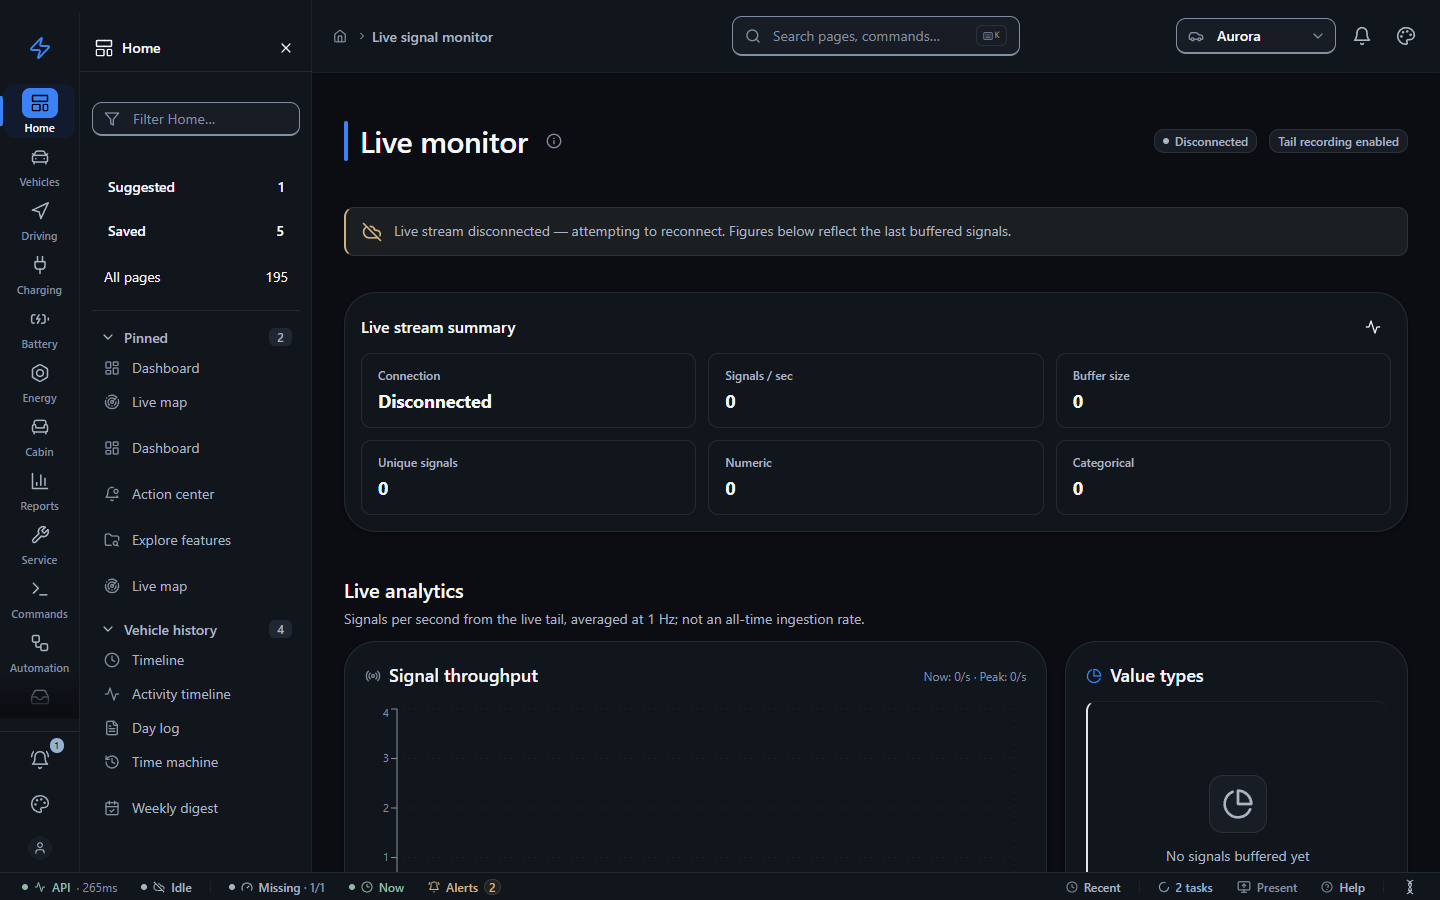 Home
Vehicles
Driving
Charging
Battery
Energy
Cabin
Reports
Service
Commands
Automation
1
Home
Filter Home...
Suggested 1
Saved 5
All pages 195
Pinned 2
Dashboard
Live map
Dashboard
Action center
Explore features
Live map
Vehicle history 4
Timeline
Activity timeline
Day log
Time machine
Weekly digest
Live signal monitor
Search pages, commands... K
Aurora
Live monitor
Disconnected
Tail recording enabled
Live stream disconnected — attempting to reconnect. Figures below reflect the last buffered signals.
Live stream summary
Connection
Disconnected
Signals / sec
0
Buffer size
0
Unique signals
0
Numeric
0
Categorical
0
Live analytics
Signals per second from the live tail, averaged at 1 Hz; not an all-time ingestion rate.
Signal throughput
Now: 0/s · Peak: 0/s
4
3
2
1
Value types
No signals buffered yet
API · 265ms
Idle
Missing · 1/1
Now
Alerts 2
Recent
2 tasks
Present
Help